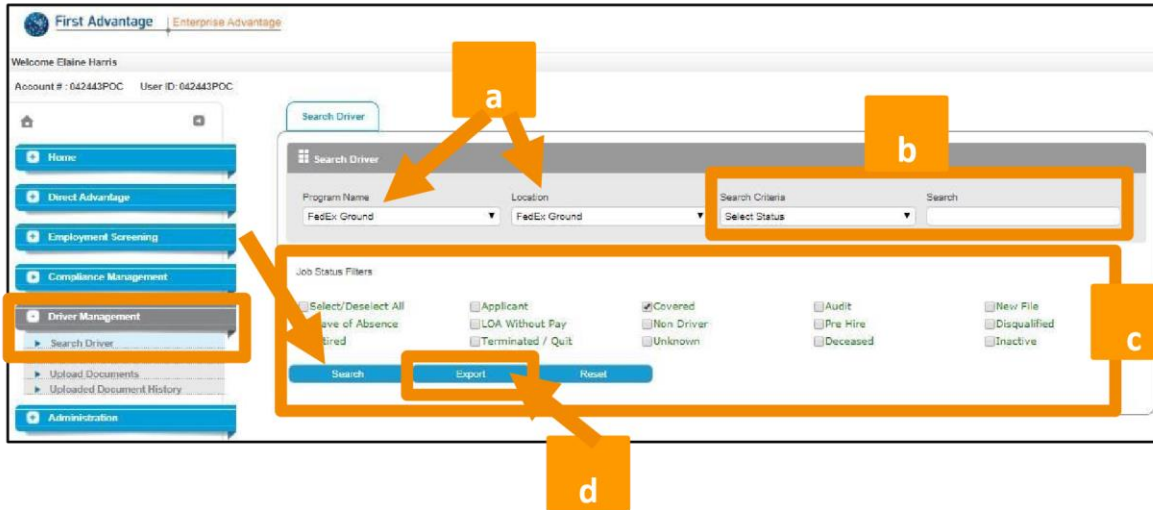 First Advantage | Enterprise Advantage
Welcome Elaine Harris
Account # : 042443POC User ID: 042443POC
a
Search Driver
b
Home
Search Driver
Direct Advantage
Program Name Location Search Criteria Search
FedEx Ground FedEx Ground Select Status
Employment Screening
Compliance Management
Job Status Filters
Select/Deselect All Applicant Covered Audit New File
ave of Absence LOA Without Pay Non Driver Pre Hire Disqualified
tired Terminated / Quit Unknown Deceased Inactive
c
Driver Management
Search Driver
Search Export Reset
Upload Documents
Uploaded Document History
Administration
d